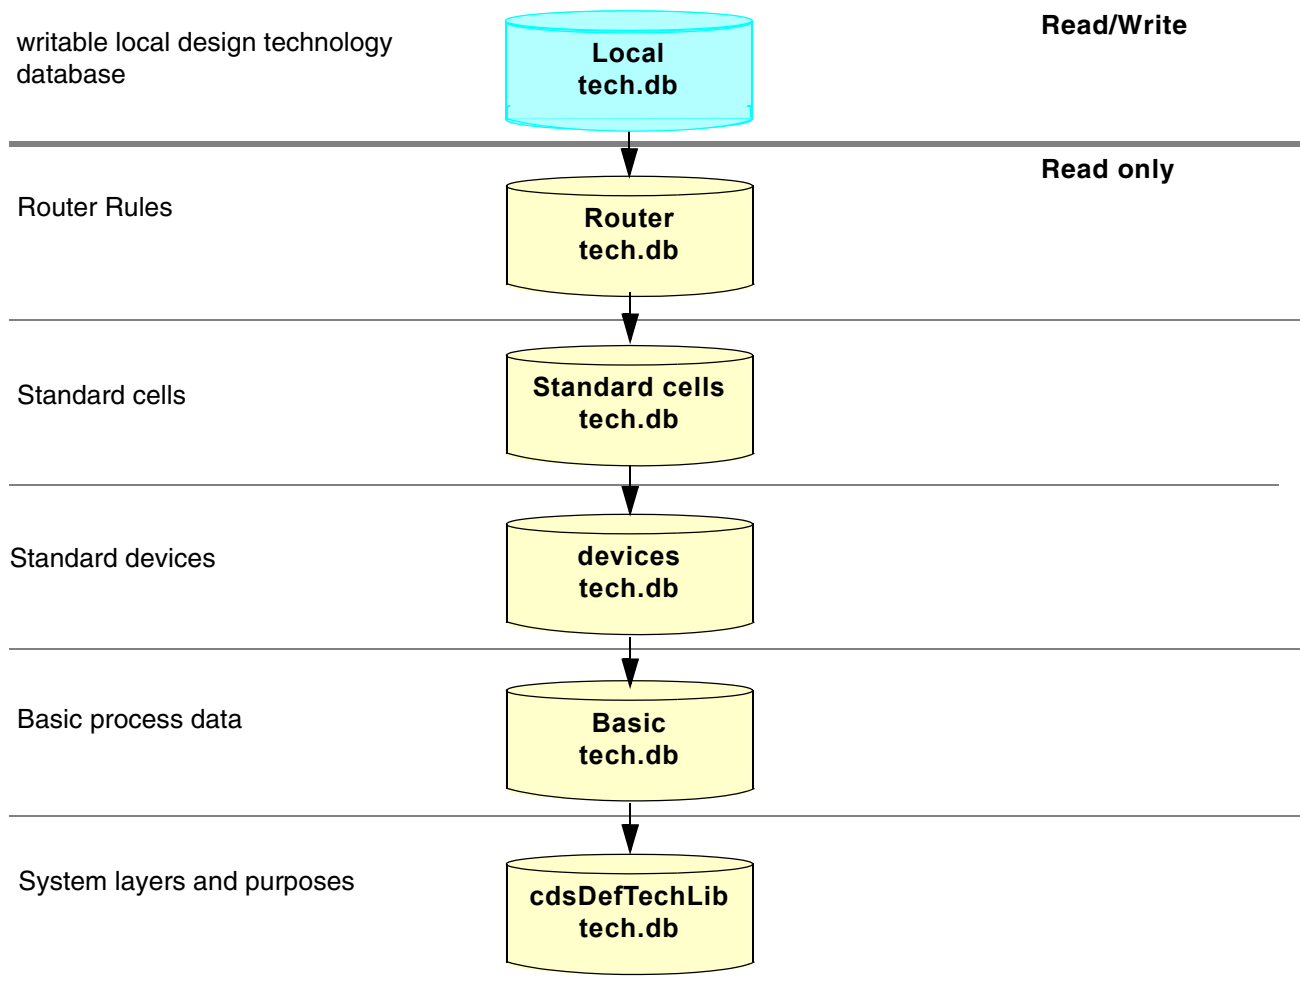 writable local design technology
database
Local
tech.db
Read/Write
Read only
Router Rules
Router
tech.db
Standard cells
Standard cells
tech.db
Standard devices
devices
tech.db
Basic process data
Basic
tech.db
System layers and purposes
cdsDefTechLib
tech.db